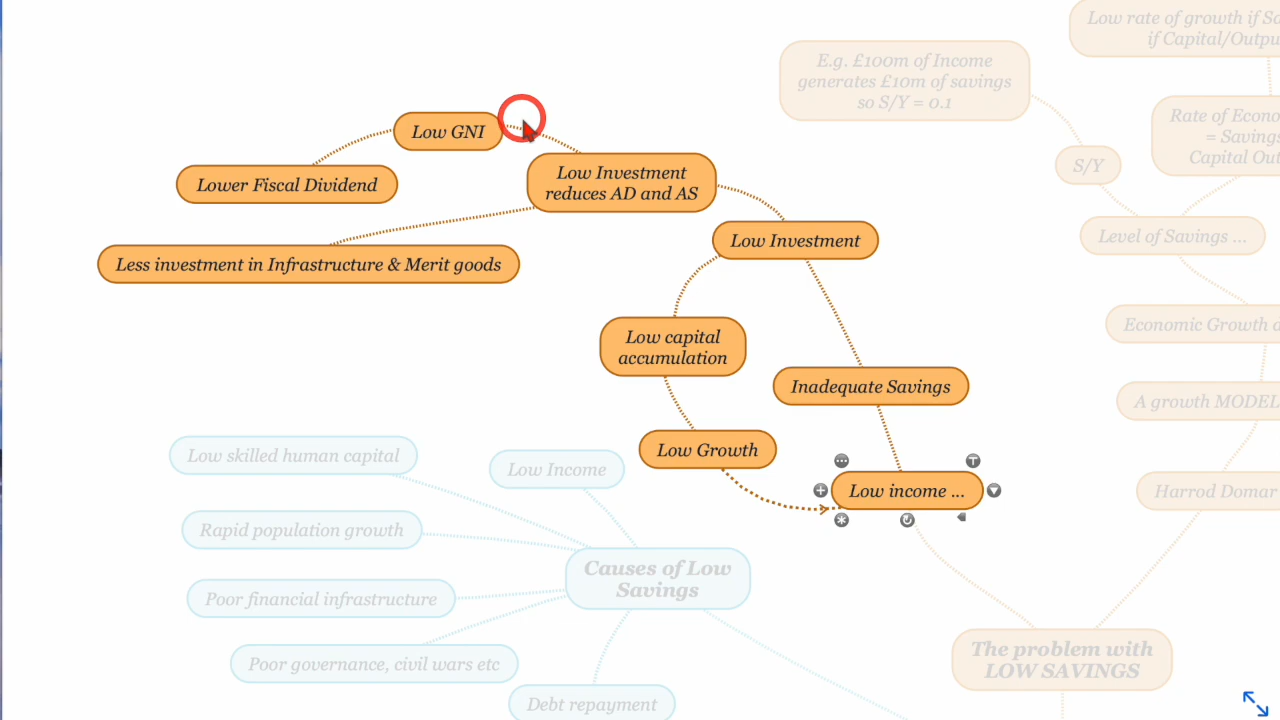 Low rate of growth if
if Capital/Outpu
E.g. £100m of Income
generates £10m of savings
so S/Y = 0.1
Low GNI
Rate of Econo
= Savings
Capital Out
Low Investment
reduces AD and AS
S/Y
Lower Fiscal Dividend
Low Investment
Level of Savings ...
Less investment in Infrastructure & Merit goods
Economic Growth
Low capital
accumulation
Inadequate Savings
A growth MODEL
Low Growth
Low skilled human capital
Low Income
Low income ...
Harrod Domar
Rapid population growth
Causes of Low
Savings
Poor financial infrastructure
Poor governance, civil wars etc
The problem with
LOW SAVINGS
Debt repayment